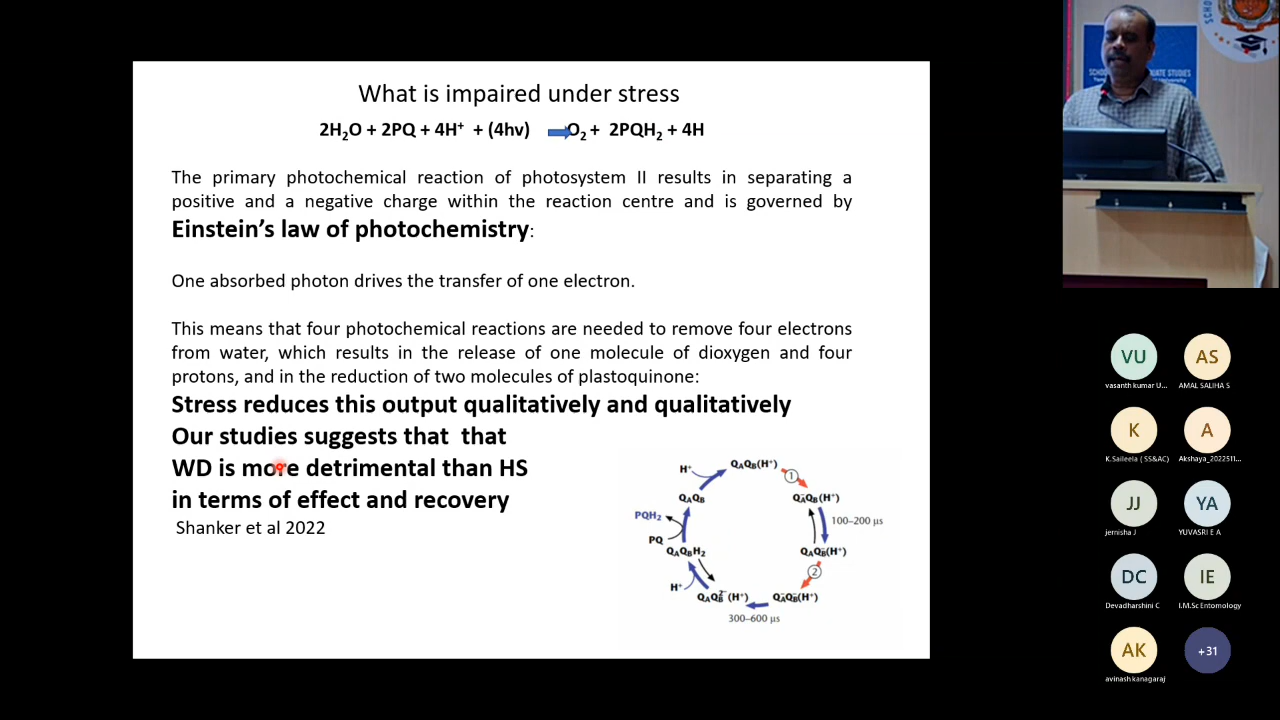 What is impaired under stress
2H₂O + 2PQ + 4H⁺ + (4hv) O₂ + 2PQH₂ + 4H
The primary photochemical reaction of photosystem II results in separating a
positive and a negative charge within the reaction centre and is governed by
Einstein’s law of photochemistry:
One absorbed photon drives the transfer of one electron.
This means that four photochemical reactions are needed to remove four electrons
from water, which results in the release of one molecule of dioxygen and four
protons, and in the reduction of two molecules of plastoquinone:
Stress reduces this output qualitatively and qualitatively
Our studies suggests that that
WD is more detrimental than HS
in terms of effect and recovery
Shanker et al 2022
QAQB(H⁺)
H⁺
1
QAQB
QA⁻QB(H⁺)
PQH₂
100–200 µs
PQ
QAQBH₂
QAQB⁻(H⁺)
2
H⁺
QAQB²⁻(H⁺)
QA⁻QB⁻(H⁺)
300–600 µs
VU
AS
vasanth kumar U...
AMAL SALIHA S
K
A
K.Saileela ( SS&AC)
Akshaya_2022511...
JJ
YA
jernisha J
YUVASRI E A
DC
IE
Devadharshini C
I.M.Sc Entomology
AK
+31
avinash kanagaraj